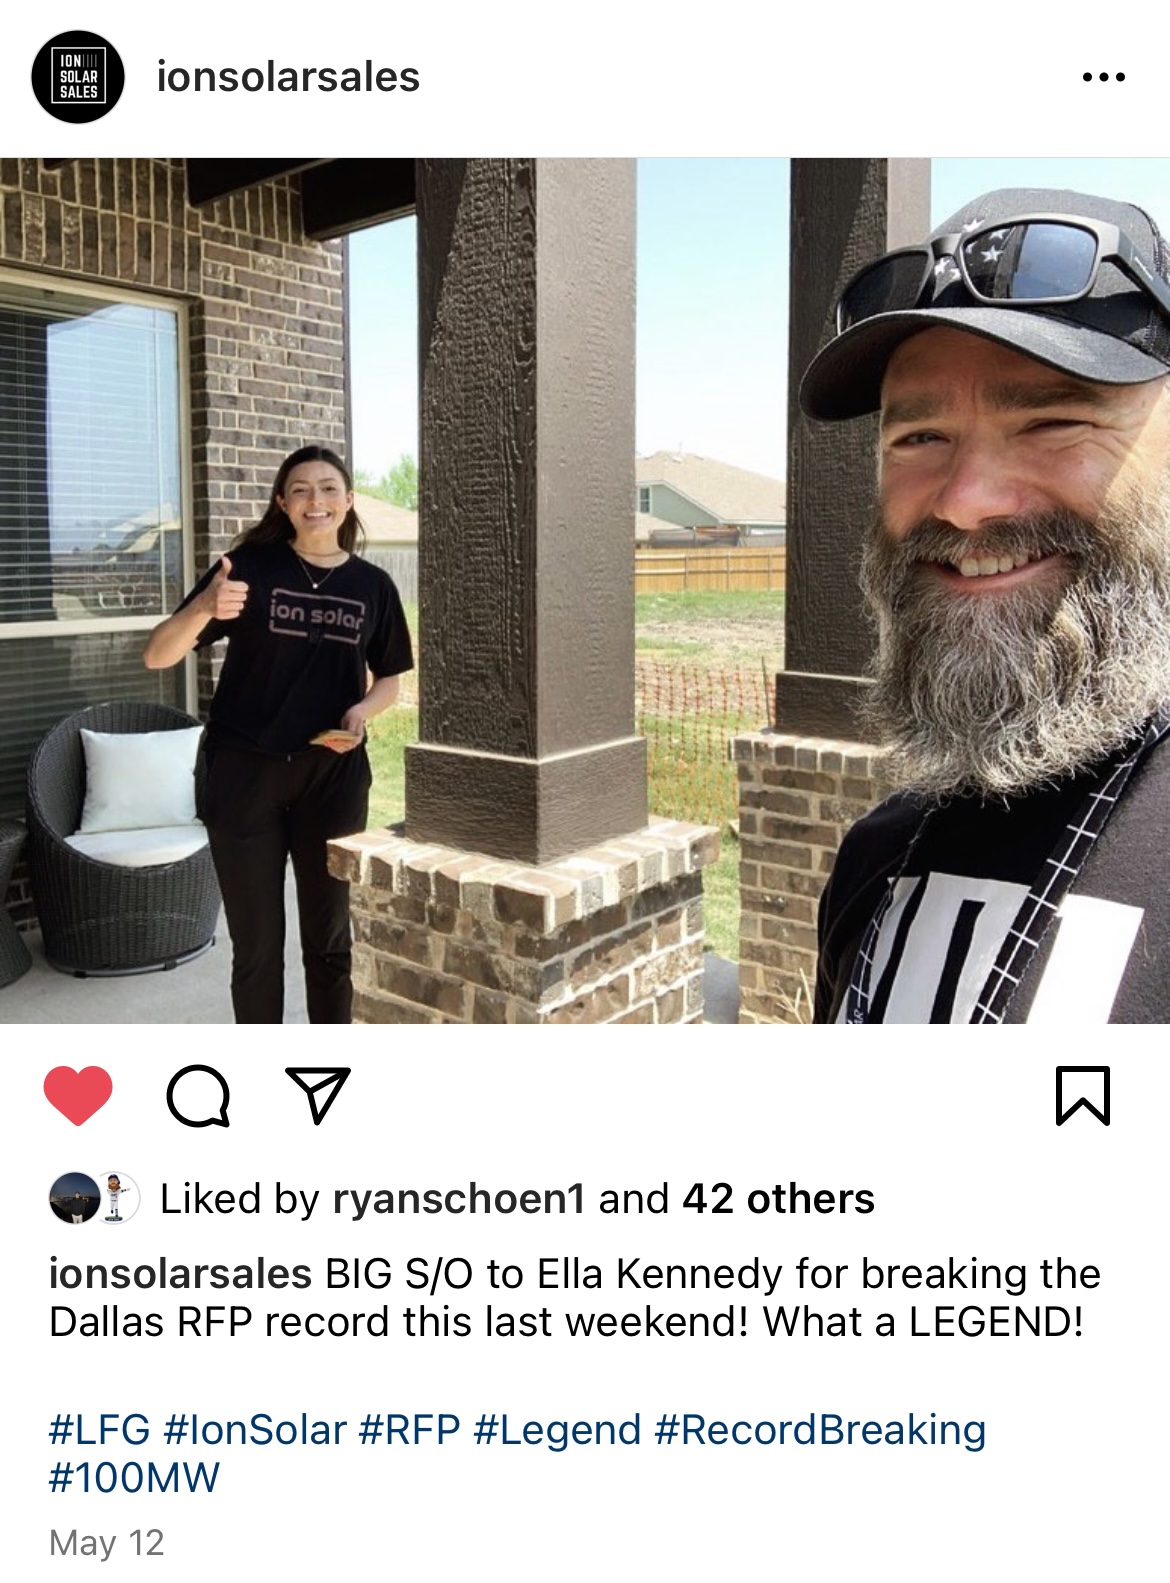 ION
SOLAR
SALES
ionsolarsales
ion solar
Liked by ryanschoen1 and 42 others
ionsolarsales BIG S/O to Ella Kennedy for breaking the
Dallas RFP record this last weekend! What a LEGEND!
#LFG #IonSolar #RFP #Legend #RecordBreaking
#100MW
May 12